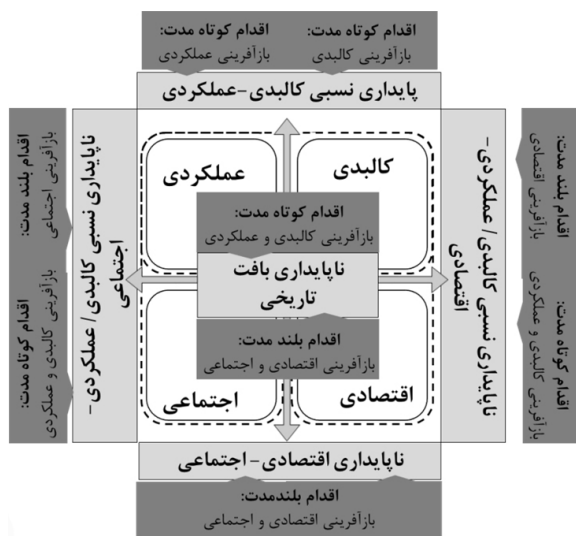 اقدام کوتاه مدت:
بازآفرینی کالبدی
اقدام کوتاه مدت:
بازآفرینی عملکردی
پایداری نسبی کالبدی-عملکردی
اقدام بلند مدت:
بازآفرینی اقتصادی
اقدام کوتاه مدت:
بازآفرینی کالبدی و عملکردی
ناپایداری نسبی کالبدی/ عملکردی-
اقتصادی
کالبدی
عملکردی
اقدام کوتاه مدت:
بازآفرینی کالبدی و عملکردی
ناپایداری بافت
تاریخی
اقدام بلند مدت:
بازآفرینی اقتصادی و اجتماعی
اقتصادی
اجتماعی
ناپایداری نسبی کالبدی/ عملکردی-
اجتماعی
اقدام بلند مدت:
بازآفرینی اجتماعی
اقدام کوتاه مدت:
بازآفرینی کالبدی و عملکردی
ناپایداری اقتصادی- اجتماعی
اقدام بلندمدت:
بازآفرینی اقتصادی و اجتماعی